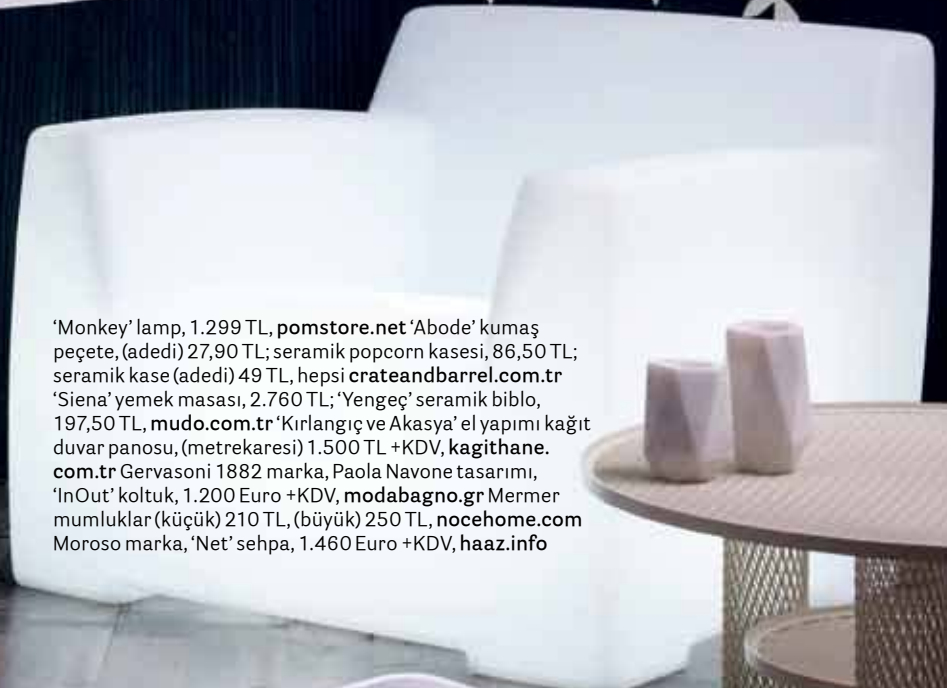 ‘Monkey’ lamp, 1.299 TL, pomstore.net ‘Abode’ kumaş
peçete, (adedi) 27,90 TL; seramik popcorn kasesi, 86,50 TL;
seramik kase (adedi) 49 TL, hepsi crateandbarrel.com.tr
‘Siena’ yemek masası, 2.760 TL; ‘Yengeç’ seramik biblo,
197,50 TL, mudo.com.tr ‘Kırlangıç ve Akasya’ el yapımı kağıt
duvar panosu, (metrekaresi) 1.500 TL +KDV, kagithane.
com.tr Gervasoni 1882 marka, Paola Navone tasarımı,
‘InOut’ koltuk, 1.200 Euro +KDV, modabagno.gr Mermer
mumluklar (küçük) 210 TL, (büyük) 250 TL, nocehome.com
Moroso marka, ‘Net’ sehpa, 1.460 Euro +KDV, haaz.info